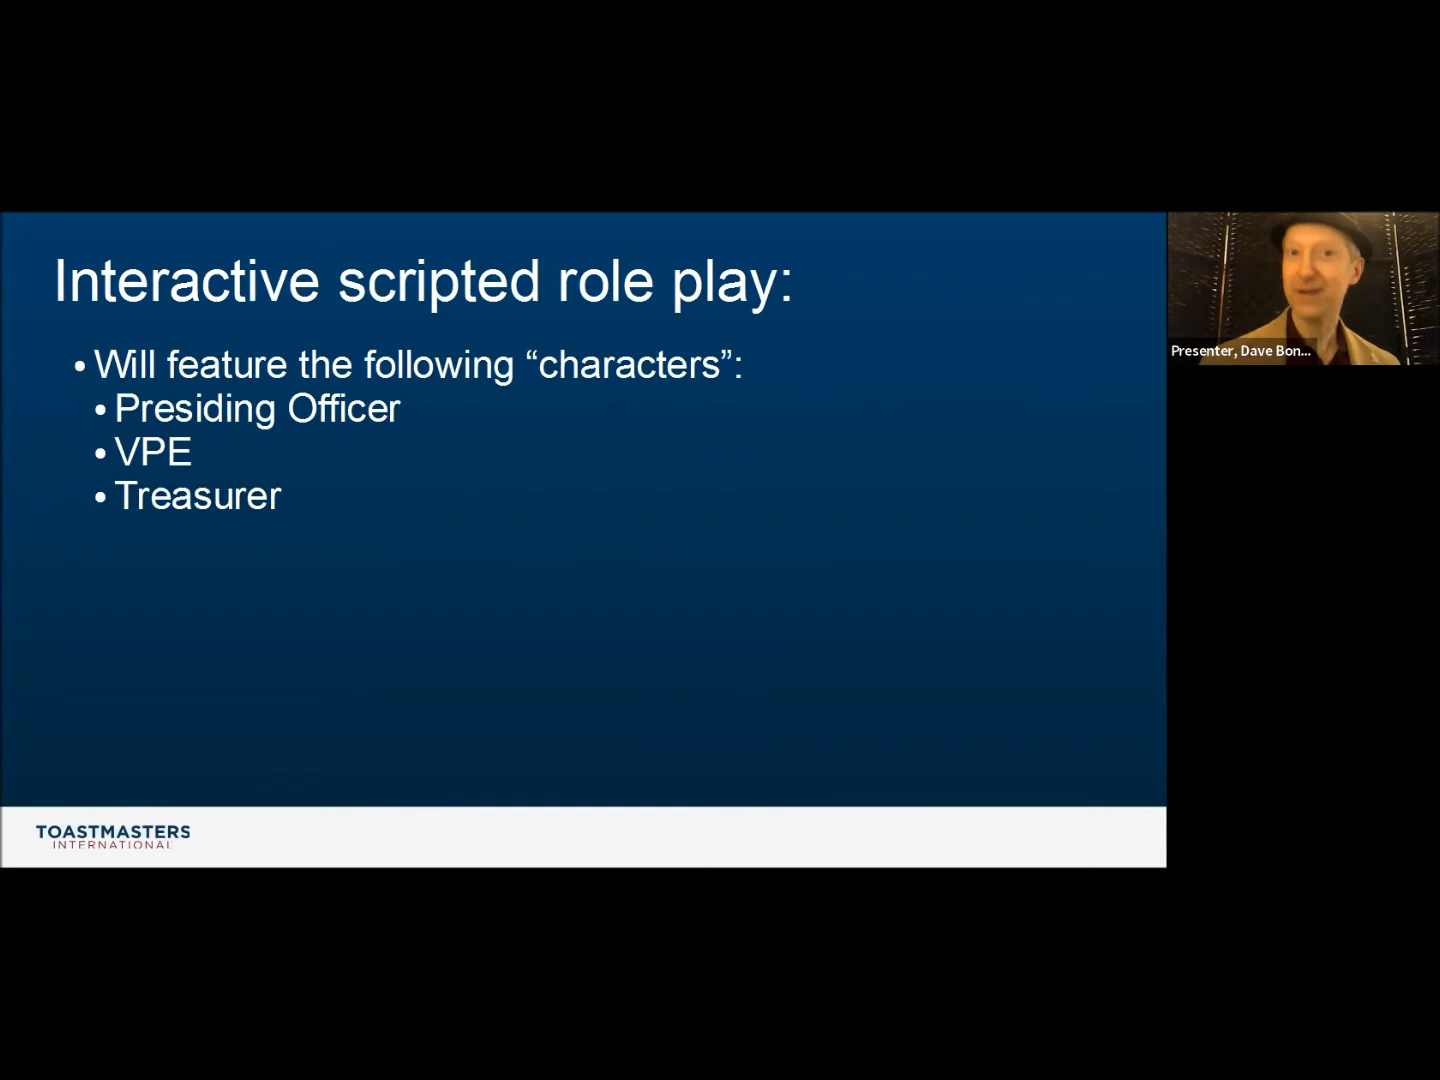 Interactive scripted role play:
• Will feature the following “characters”:
• Presiding Officer
• VPE
• Treasurer
Presenter, Dave Bon...
TOASTMASTERS
INTERNATIONAL